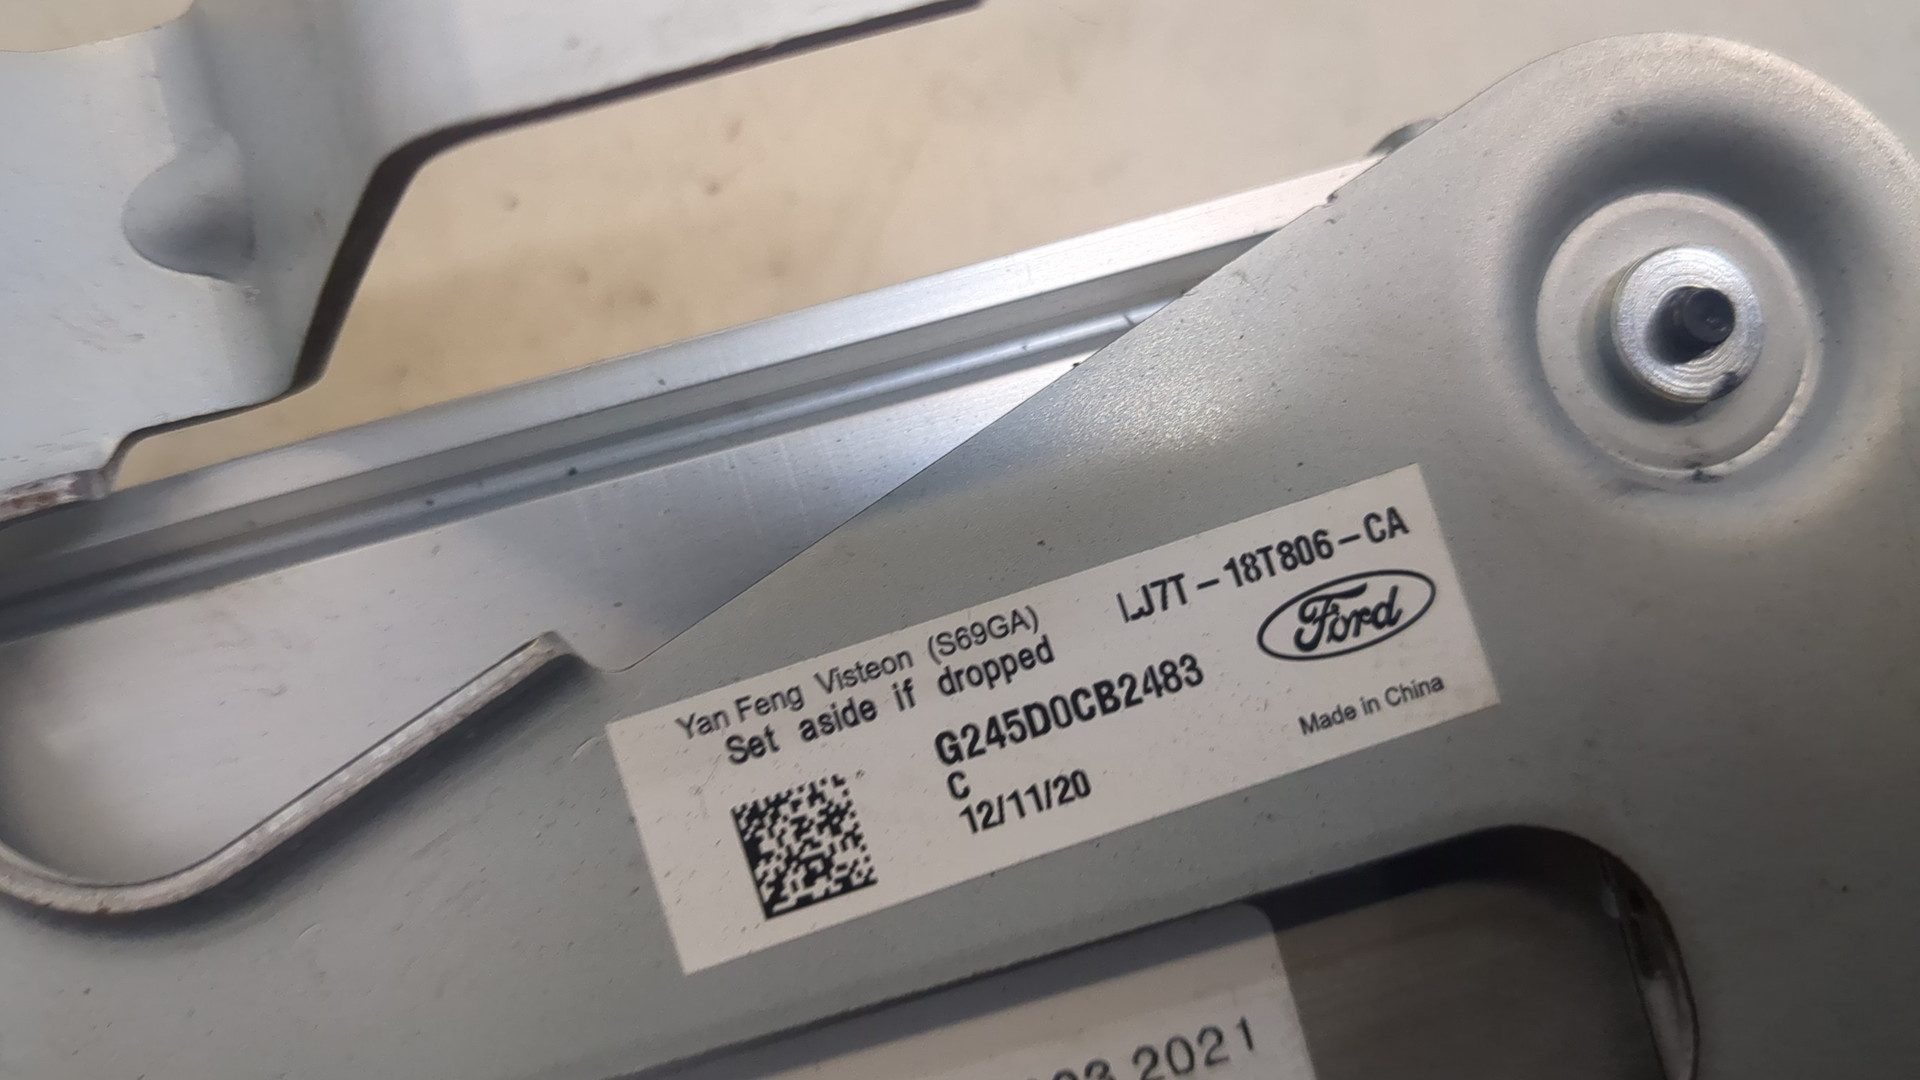 Yan Feng Visteon (S69GA)
LJ7T-18T806-CA
Set aside if dropped
Ford
G245D0CB2483
C
Made in China
12/11/20
2021